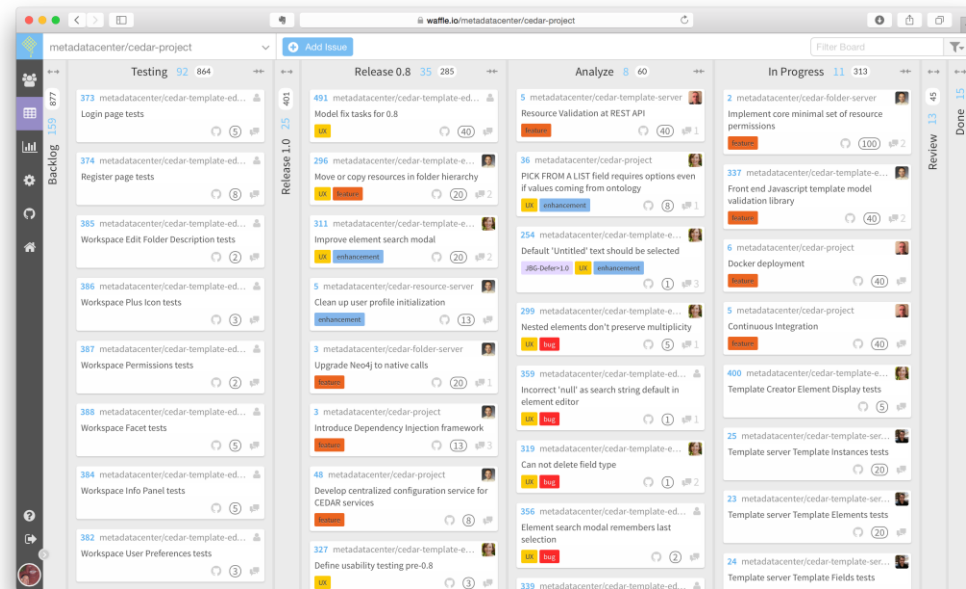 waffle.io/metadatacenter/cedar-project
metadatacenter/cedar-project
Add Issue
Filter Board
877
159
Backlog
Testing 92 864
373 metadatacenter/cedar-template-ed...
Login page tests
5
374 metadatacenter/cedar-template-ed...
Register page tests
8
385 metadatacenter/cedar-template-ed...
Workspace Edit Folder Description tests
2
386 metadatacenter/cedar-template-ed...
Workspace Plus Icon tests
3
387 metadatacenter/cedar-template-ed...
Workspace Permissions tests
2
388 metadatacenter/cedar-template-ed...
Workspace Facet tests
5
384 metadatacenter/cedar-template-ed...
Workspace Info Panel tests
5
382 metadatacenter/cedar-template-ed...
Workspace User Preferences tests
3
401
25
Release 1.0
Release 0.8 35 285
491 metadatacenter/cedar-template-ed...
Model fix tasks for 0.8
UX 40
296 metadatacenter/cedar-template-e...
Move or copy resources in folder hierarchy
UX feature 20 2
311 metadatacenter/cedar-template-e...
Improve element search modal
UX enhancement 20 2
5 metadatacenter/cedar-resource-server
Clean up user profile initialization
enhancement 13
3 metadatacenter/cedar-folder-server
Upgrade Neo4j to native calls
feature 20 1
3 metadatacenter/cedar-project
Introduce Dependency Injection framework
feature 13 3
48 metadatacenter/cedar-project
Develop centralized configuration service for
CEDAR services
feature 8
327 metadatacenter/cedar-template-e...
Define usability testing pre-0.8
UX 3
Analyze 8 60
5 metadatacenter/cedar-template-server
Resource Validation at REST API
feature 40 1
36 metadatacenter/cedar-project
PICK FROM A LIST field requires options even
if values coming from ontology
UX enhancement 8 1
254 metadatacenter/cedar-template-e...
Default 'Untitled' text should be selected
JBG-Defer>1.0 UX enhancement
1 3
299 metadatacenter/cedar-template-e...
Nested elements don't preserve multiplicity
UX bug 5 1
359 metadatacenter/cedar-template-ed...
Incorrect 'null' as search string default in
element editor
UX bug 1 1
319 metadatacenter/cedar-template-e...
Can not delete field type
UX bug 1 2
356 metadatacenter/cedar-template-ed...
Element search modal remembers last
selection
UX bug 2
339 metadatacenter/cedar-template-ed...
In Progress 11 313
2 metadatacenter/cedar-folder-server
Implement core minimal set of resource
permissions
feature 100 2
337 metadatacenter/cedar-template-e...
Front end Javascript template model
validation library
feature 40 2
6 metadatacenter/cedar-project
Docker deployment
feature 40
5 metadatacenter/cedar-project
Continuous Integration
feature 40
400 metadatacenter/cedar-template-e...
Template Creator Element Display tests
5
25 metadatacenter/cedar-template-ser...
Template server Template Instances tests
20
23 metadatacenter/cedar-template-ser...
Template server Template Elements tests
20
24 metadatacenter/cedar-template-ser...
Template server Template Fields tests
45
13
Review
15
Done